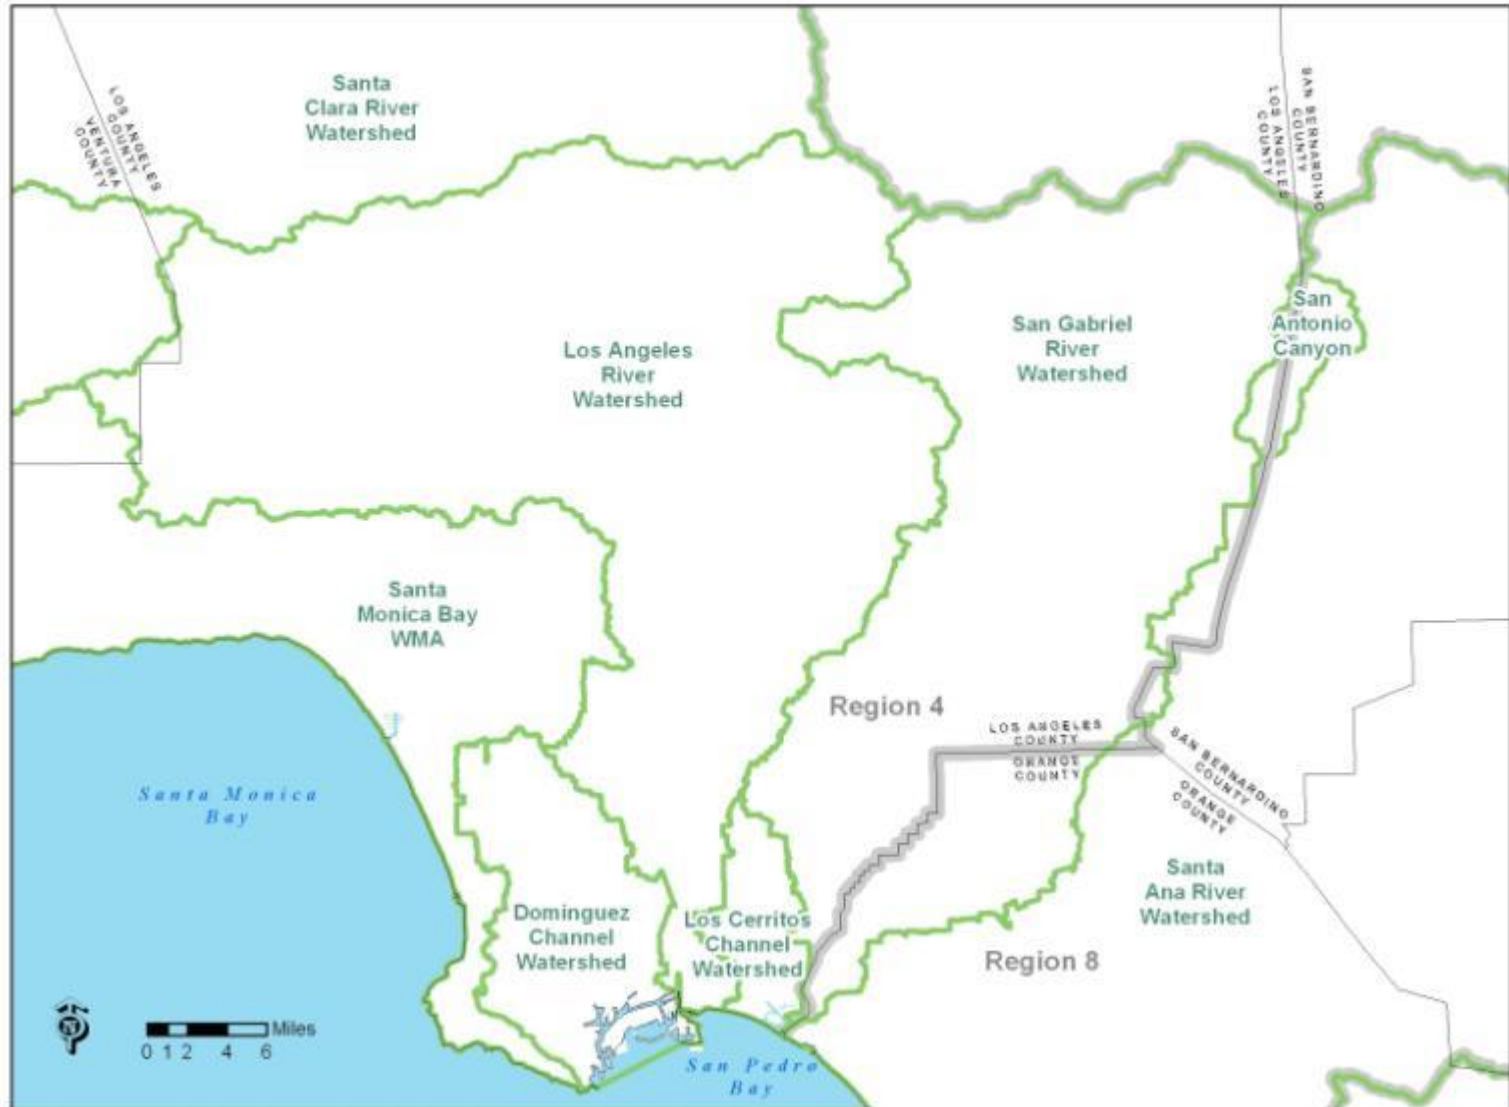 Santa
Clara River
Watershed
LOS ANGELES
COUNTY
VENTURA
COUNTY
SAN BERNARDINO
COUNTY
LOS ANGELES
COUNTY
San
Antonio
Canyon
San Gabriel
River
Watershed
Los Angeles
River
Watershed
Santa
Monica Bay
WMA
Region 4
LOS ANGELES
COUNTY
ORANGE
COUNTY
SAN BERNARDINO
COUNTY
ORANGE
COUNTY
Santa Monica
Bay
Santa
Ana River
Watershed
Dominguez
Channel
Watershed
Los Cerritos
Channel
Watershed
Region 8
N
Miles
0 1 2 4 6
San Pedro
Bay